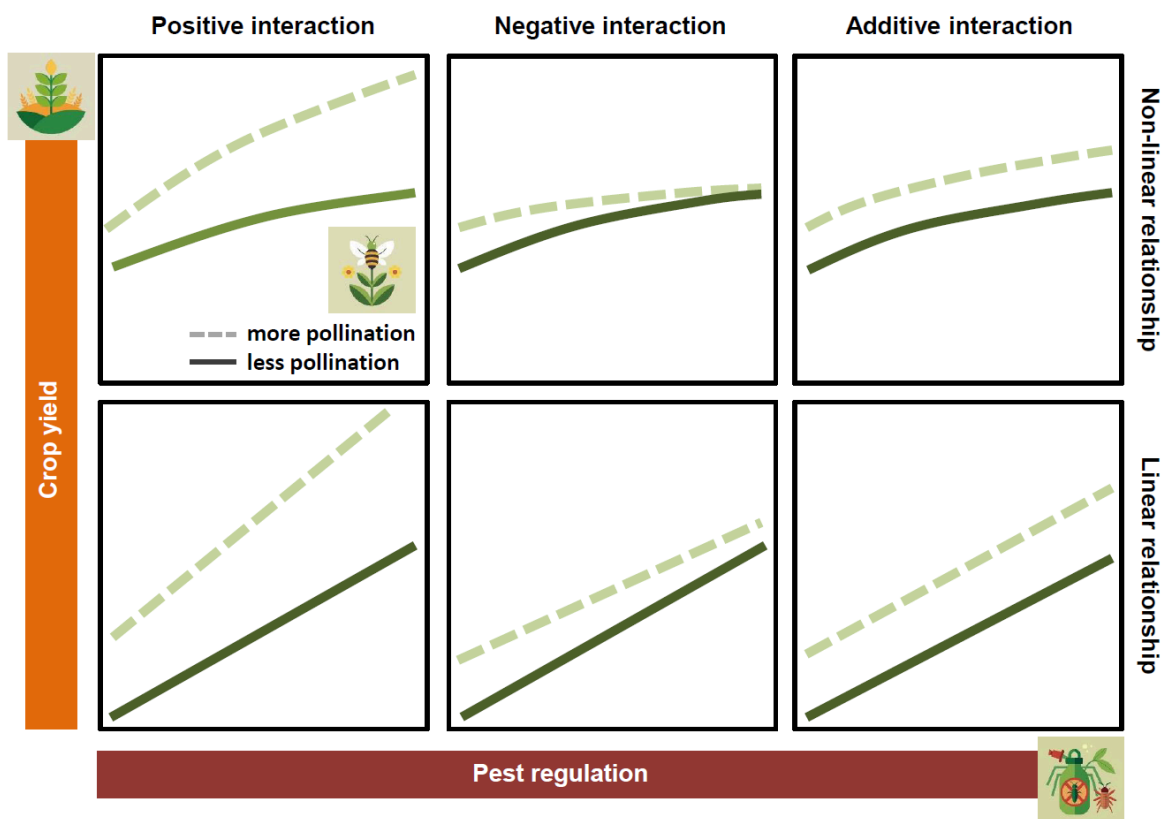 Positive interaction
Negative interaction
Additive interaction
Non-linear relationship
more pollination
less pollination
Crop yield
Linear relationship
Pest regulation